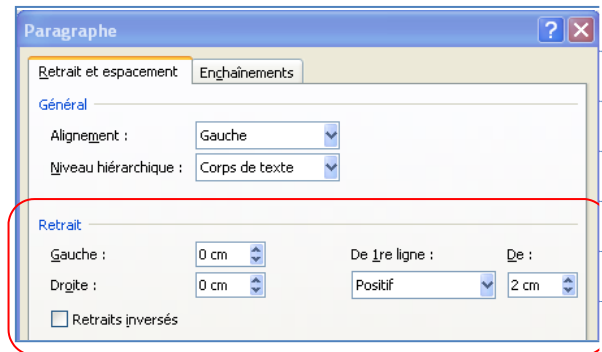 Paragraphe
Retrait et espacement Enchaînements
Général
Alignement : Gauche
Niveau hiérarchique : Corps de texte
Retrait
Gauche : 0 cm De 1re ligne : De :
Droite : 0 cm Positif 2 cm
Retraits inversés